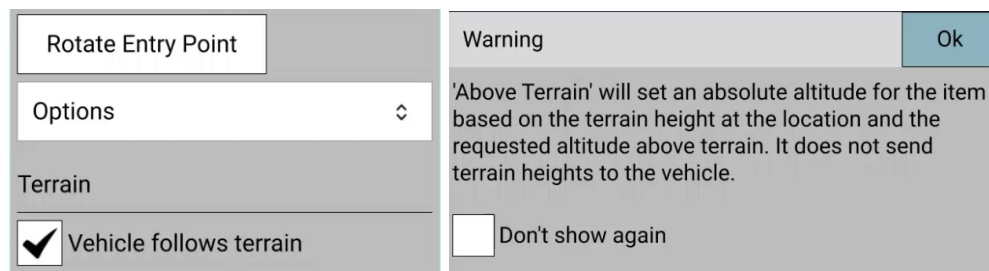 Rotate Entry Point
Options
Terrain
Vehicle follows terrain
Warning
Ok
'Above Terrain' will set an absolute altitude for the item
based on the terrain height at the location and the
requested altitude above terrain. It does not send
terrain heights to the vehicle.
Don't show again